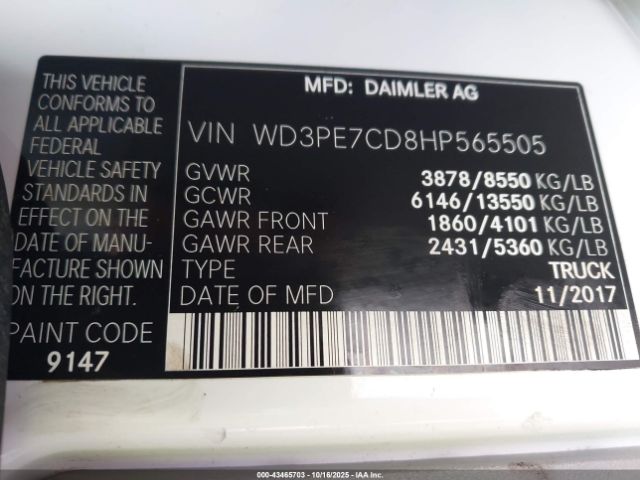 THIS VEHICLE
CONFORMS TO
ALL APPLICABLE
FEDERAL
VEHICLE SAFETY
STANDARDS IN
EFFECT ON THE
DATE OF MANU-
FACTURE SHOWN
ON THE RIGHT.
PAINT CODE
9147
MFD: DAIMLER AG
VIN WD3PE7CD8HP565505
GVWR 3878/8550 KG/LB
GCWR 6146/13550 KG/LB
GAWR FRONT 1860/4101 KG/LB
GAWR REAR 2431/5360 KG/LB
TYPE TRUCK
DATE OF MFD 11/2017
000-43465703 - 10/16/2025 - IAAI.COM